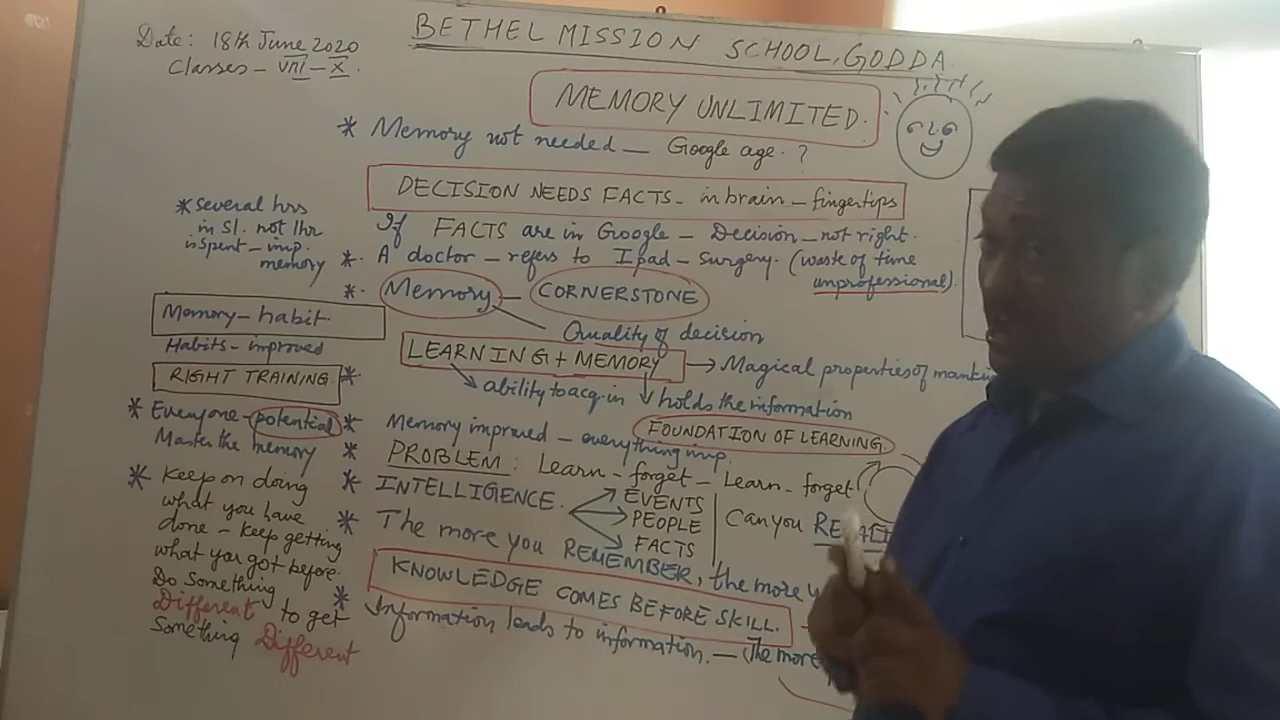 Date: 18th June 2020
Classes - VIII - X.
BETHEL MISSION SCHOOL, GODDA
MEMORY UNLIMITED.
* Memory not needed - Google age. ?
DECISION NEEDS FACTS - in brain - fingertips
If FACTS are in Google - Decision - not right.
* A doctor - refers to Ipad - surgery. (waste of time
unprofessional).
* Memory - CORNERSTONE
Quality of decision
LEARNING + MEMORY → Magical properties of
ability to acq. in
holds the information
FOUNDATION OF LEARNING.
* Memory improved - everything imp.
* PROBLEM: Learn - forget - Learn - forget
* INTELLIGENCE.
EVENTS
PEOPLE
FACTS
Can you
* The more you REMEMBER, the more
KNOWLEDGE COMES BEFORE SKILL.
* Information leads to information. - (The more
* several hrs
in Sl. not 1hr
is spent - imp.
memory
Memory - habit.
Habits - improved
RIGHT TRAINING. *
* Everyone - potential
Master the memory
* Keep on doing
what you have
done - keep getting
what you got before.
Do Something
Different to get
Something Different